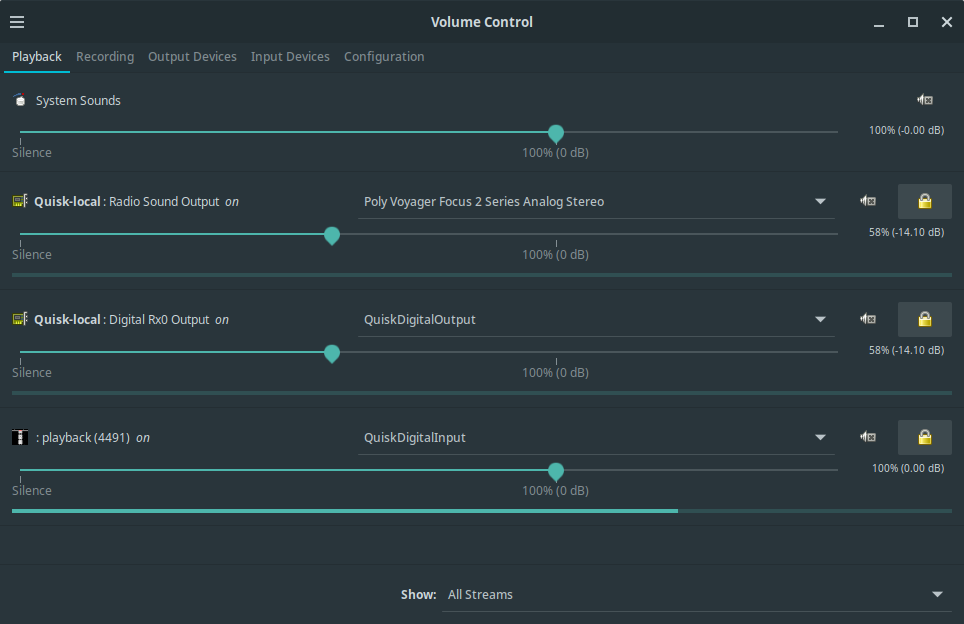 Volume Control
Playback Recording Output Devices Input Devices Configuration
System Sounds
100% (-0.00 dB)
Silence 100% (0 dB)
Quisk-local : Radio Sound Output on Poly Voyager Focus 2 Series Analog Stereo
58% (-14.10 dB)
Silence 100% (0 dB)
Quisk-local : Digital Rx0 Output on QuiskDigitalOutput
58% (-14.10 dB)
Silence 100% (0 dB)
: playback (4491) on QuiskDigitalInput
100% (0.00 dB)
Silence 100% (0 dB)
Show: All Streams